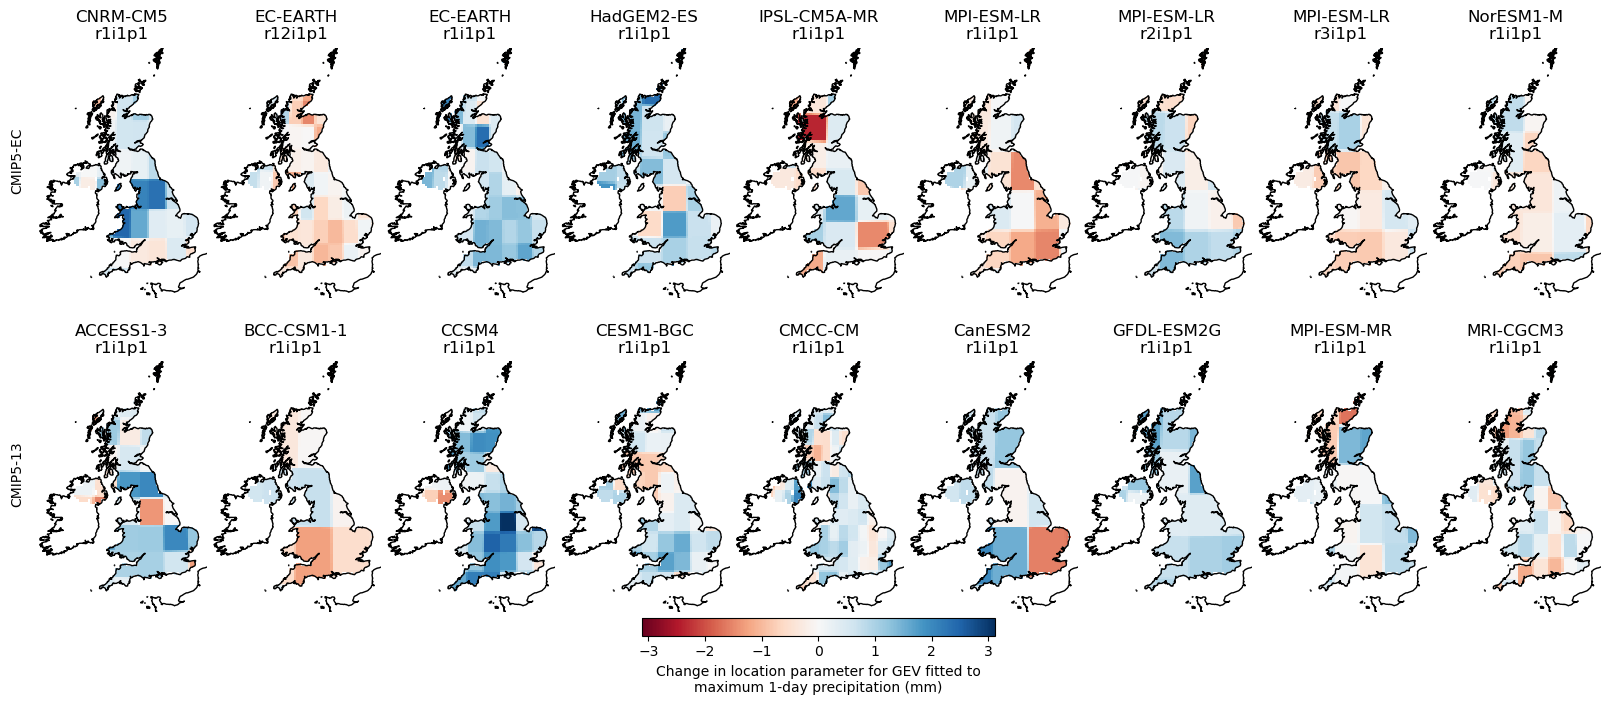 CNRM-CM5
r1i1p1
EC-EARTH
r12i1p1
EC-EARTH
r1i1p1
HadGEM2-ES
r1i1p1
IPSL-CM5A-MR
r1i1p1
MPI-ESM-LR
r1i1p1
MPI-ESM-LR
r2i1p1
MPI-ESM-LR
r3i1p1
NorESM1-M
r1i1p1
CMIP5-EC
ACCESS1-3
r1i1p1
BCC-CSM1-1
r1i1p1
CCSM4
r1i1p1
CESM1-BGC
r1i1p1
CMCC-CM
r1i1p1
CanESM2
r1i1p1
GFDL-ESM2G
r1i1p1
MPI-ESM-MR
r1i1p1
MRI-CGCM3
r1i1p1
CMIP5-13
−3 −2 −1 0 1 2 3
Change in location parameter for GEV fitted to
maximum 1-day precipitation (mm)